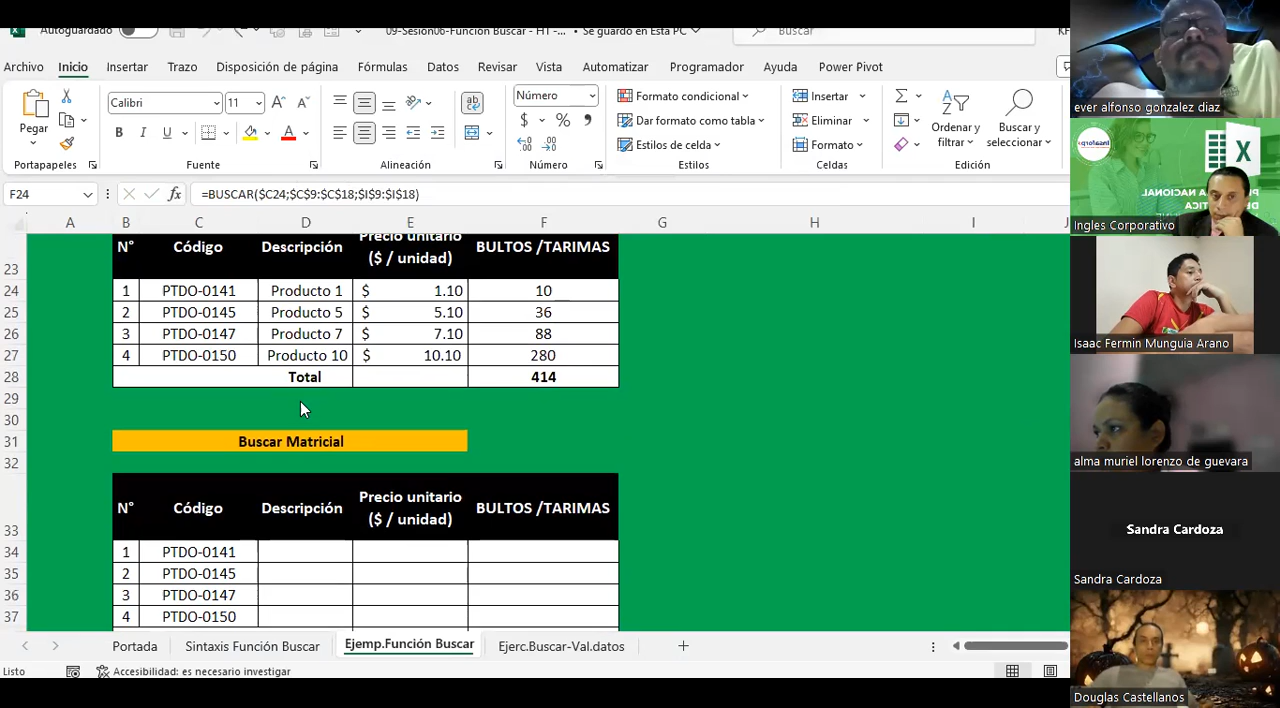 Autoguardado
09-Sesion06-Función Buscar - HT -... • Se guardó en Esta PC
Buscar
Archivo Inicio Insertar Trazo Disposición de página Fórmulas Datos Revisar Vista Automatizar Programador Ayuda Power Pivot
Pegar
Calibri 11
Número
Formato condicional
Dar formato como tabla
Estilos de celda
Insertar
Eliminar
Formato
Ordenar y filtrar
Buscar y seleccionar
Portapapeles Fuente Alineación Número Estilos Celdas Edición
F24 =BUSCAR($C24;$C$9:$C$18;$I$9:$I$18)
A B C D E F G H I
23 N° Código Descripción Precio unitario ($ / unidad) BULTOS /TARIMAS
24 1 PTDO-0141 Producto 1 $ 1.10 10
25 2 PTDO-0145 Producto 5 $ 5.10 36
26 3 PTDO-0147 Producto 7 $ 7.10 88
27 4 PTDO-0150 Producto 10 $ 10.10 280
28 Total 414
29
30
31 Buscar Matricial
32
33 N° Código Descripción Precio unitario ($ / unidad) BULTOS /TARIMAS
34 1 PTDO-0141
35 2 PTDO-0145
36 3 PTDO-0147
37 4 PTDO-0150
Portada Sintaxis Función Buscar Ejemp.Función Buscar Ejerc.Buscar-Val.datos
Listo Accesibilidad: es necesario investigar
ever alfonso gonzalez diaz
Ingles Corporativo
Isaac Fermin Munguia Arano
alma muriel lorenzo de guevara
Sandra Cardoza
Sandra Cardoza
Douglas Castellanos